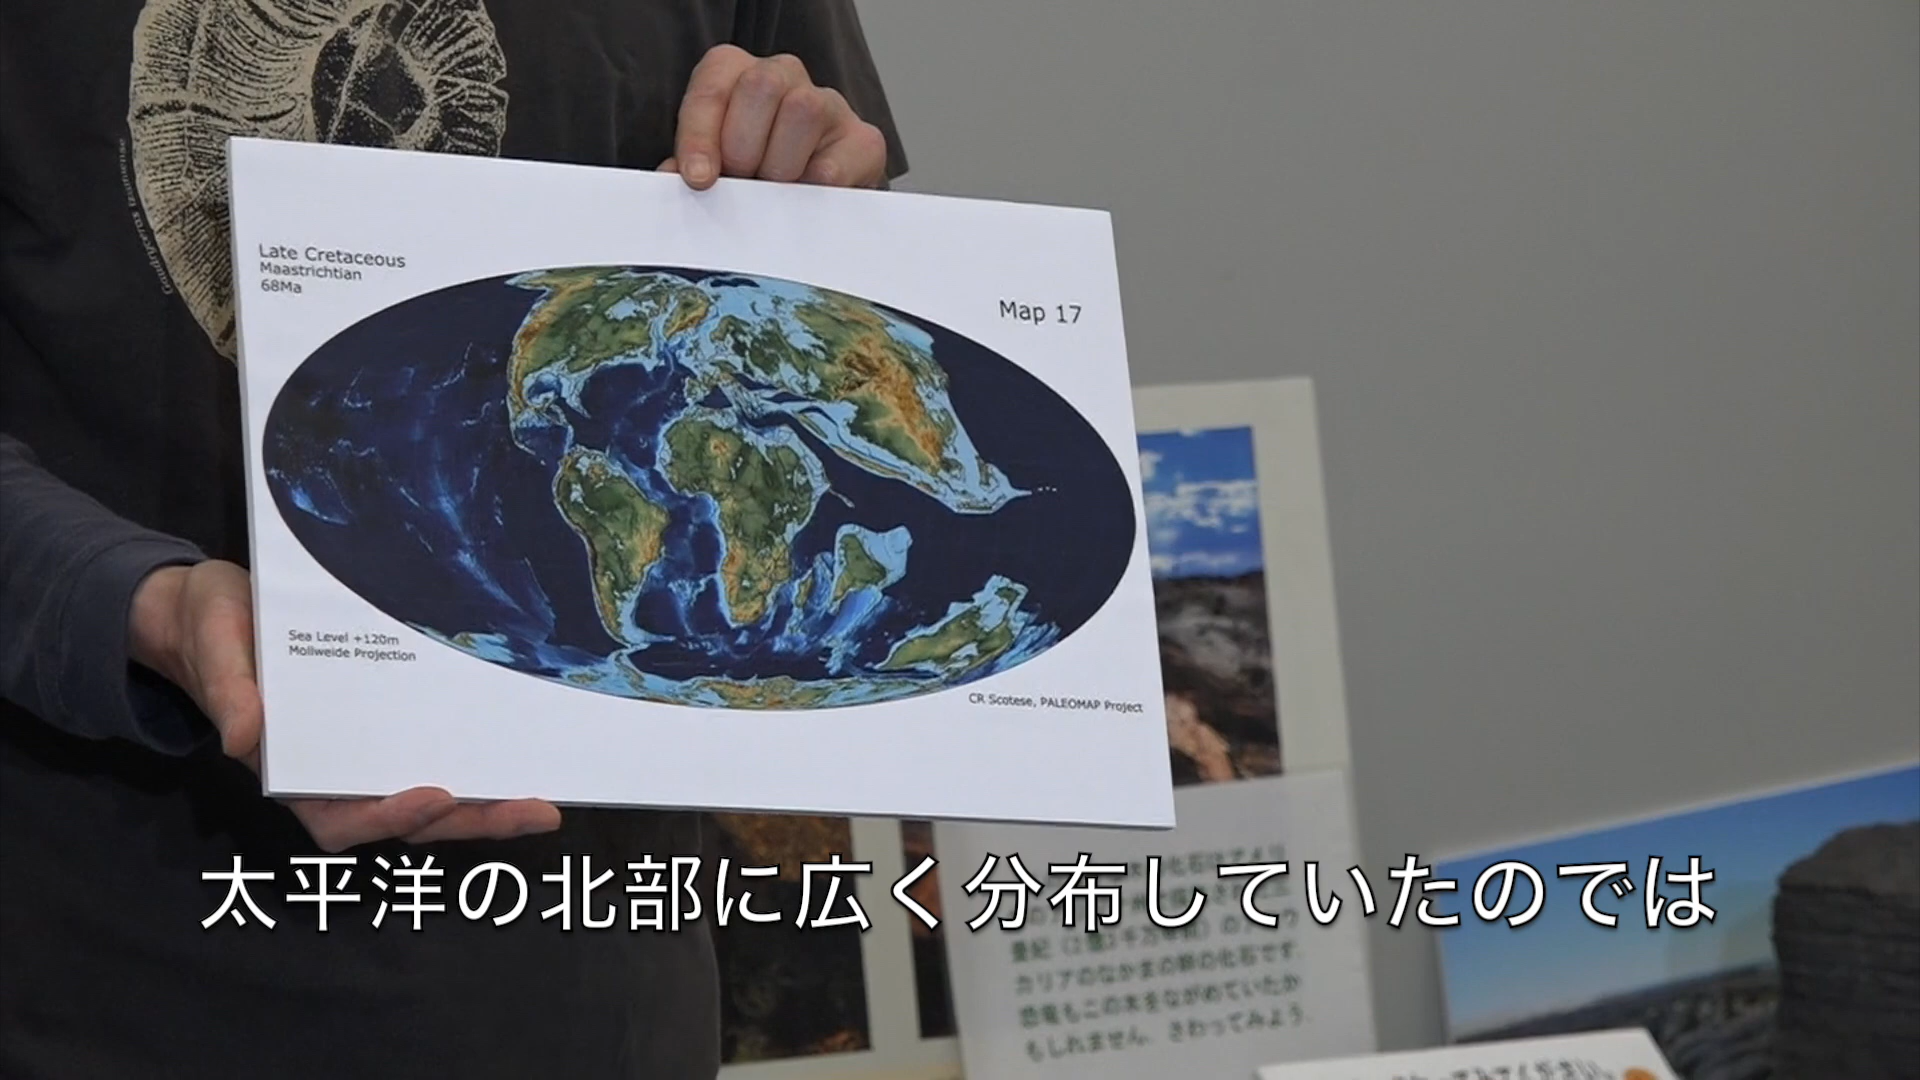 Late Cretaceous
Maastrichtian
68Ma
Map 17
Sea Level +120m
Mollweide Projection
CR Scotese, PALEOMAP Project
太平洋の北部に広く分布していたのでは
カリアのなかまの幹の化石です。
恐竜もこの木をながめていたか
もしれません。さわってみよう。